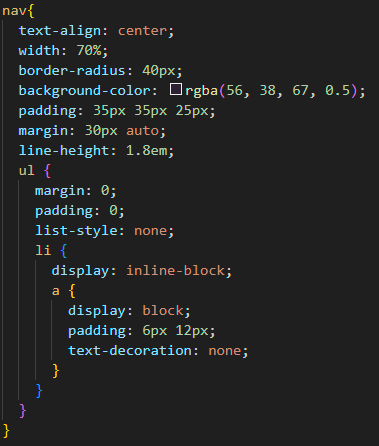 nav{
text-align: center;
width: 70%;
border-radius: 40px;
background-color: rgba(56, 38, 67, 0.5);
padding: 35px 35px 25px;
margin: 30px auto;
line-height: 1.8em;
ul {
margin: 0;
padding: 0;
list-style: none;
li {
display: inline-block;
a {
display: block;
padding: 6px 12px;
text-decoration: none;
}
}
}
}